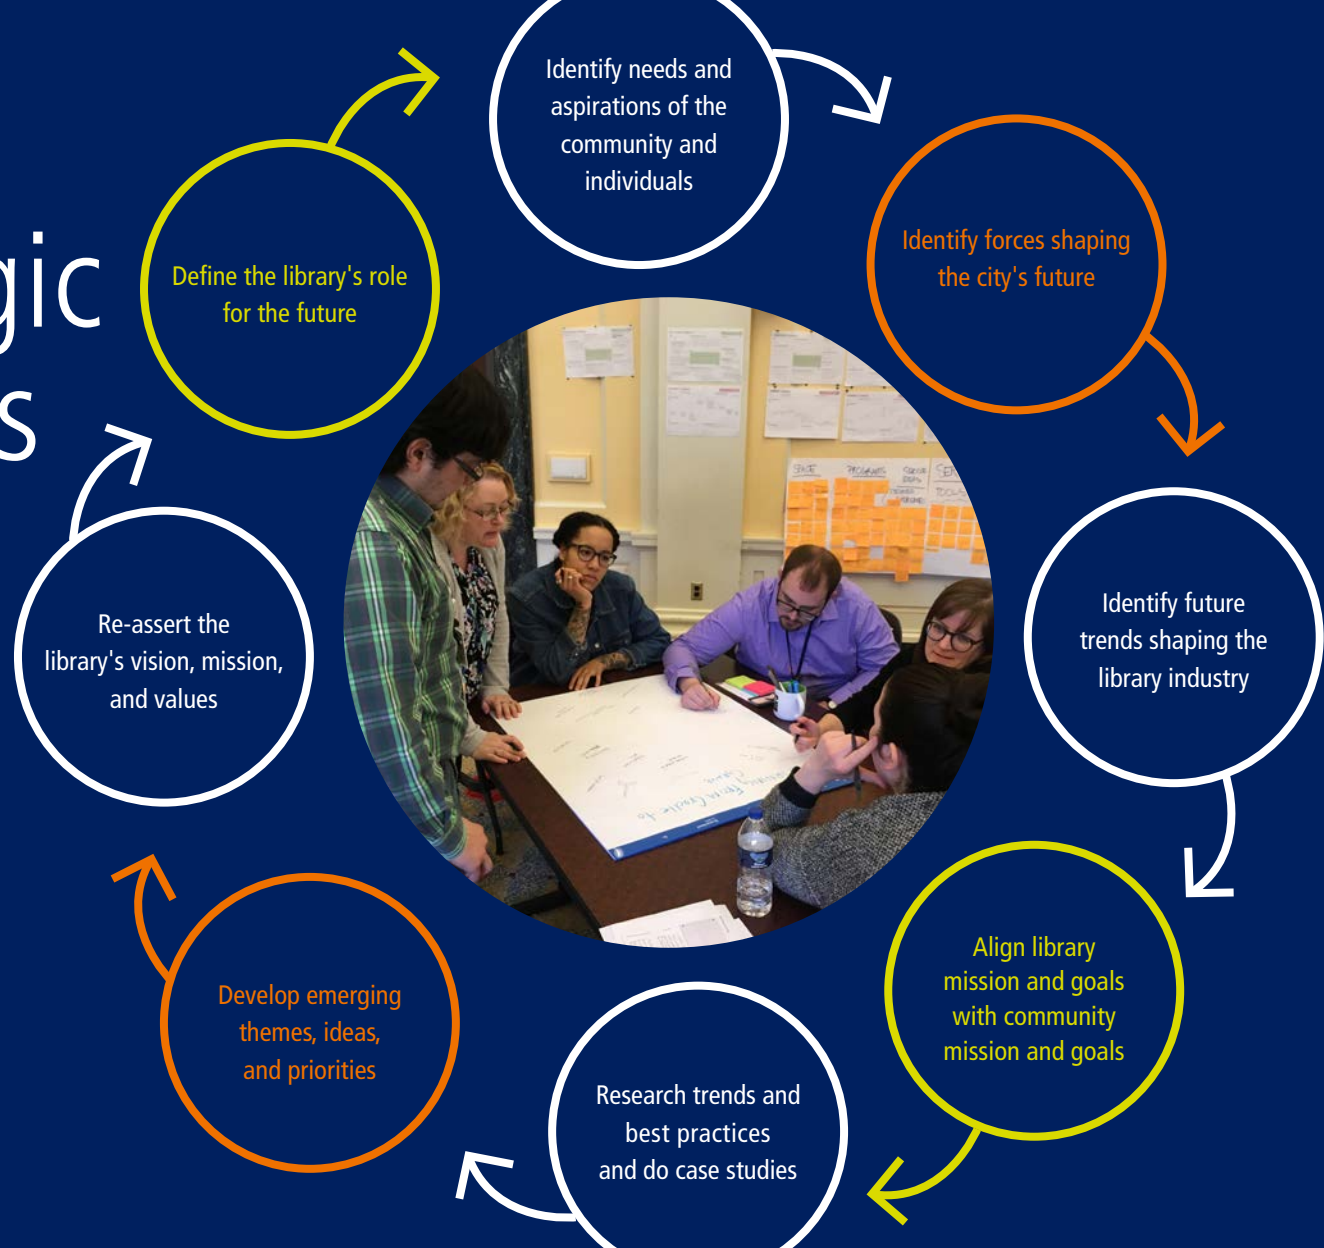 gic
s
Identify needs and
aspirations of the
community and
individuals
Identify forces shaping
the city's future
Identify future
trends shaping the
library industry
Align library
mission and goals
with community
mission and goals
Research trends and
best practices
and do case studies
Develop emerging
themes, ideas,
and priorities
Re-assert the
library's vision, mission,
and values
Define the library's role
for the future
SPACE
PROGRAMS
TOOLS